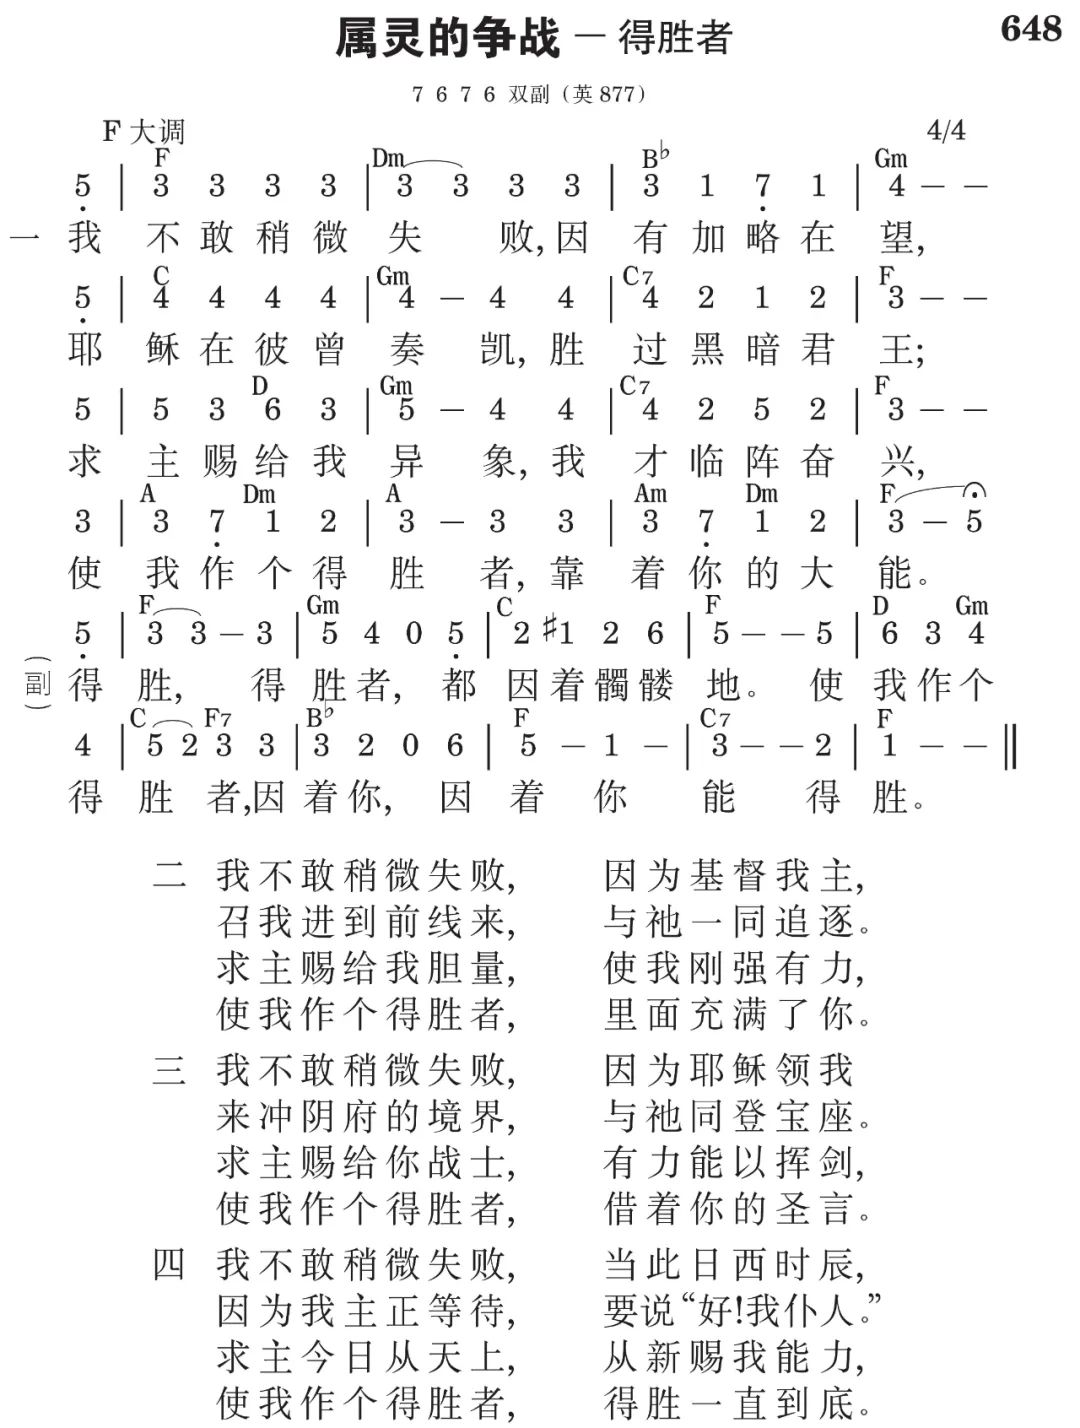 属灵的争战 － 得胜者
648
7 6 7 6 双副（英 877）
F 大调
4/4
F Dm B♭ Gm
5 | 3 3 3 3 | 3 3 3 3 | 3 1 7 1 | 4 － －
一 我 不 敢 稍 微 失 败, 因 有 加 略 在 望,
C Gm C7 F
5 | 4 4 4 4 | 4 － 4 4 | 4 2 1 2 | 3 － －
耶 稣 在 彼 曾 奏 凯, 胜 过 黑 暗 君 王;
D Gm C7 F
5 | 5 3 6 3 | 5 － 4 4 | 4 2 5 2 | 3 － －
求 主 赐 给 我 异 象, 我 才 临 阵 奋 兴,
A Dm A Am Dm F
3 | 3 7 1 2 | 3 － 3 3 | 3 7 1 2 | 3 － 5
使 我 作 个 得 胜 者, 靠 着 你 的 大 能。
F Gm C F D Gm
5 | 3 3 － 3 | 5 4 0 5 | 2 ♯1 2 6 | 5 － － 5 | 6 3 4
(副) 得 胜, 得 胜 者, 都 因 着 髑 髅 地。 使 我 作 个
C F7 B♭ F C7 F
4 | 5 2 3 3 | 3 2 0 6 | 5 － 1 － | 3 － － 2 | 1 － － ‖
得 胜 者, 因 着 你, 因 着 你 能 得 胜。
二 我不敢稍微失败, 因为基督我主,
召我进到前线来, 与祂一同追逐。
求主赐给我胆量, 使我刚强有力,
使我作个得胜者, 里面充满了你。
三 我不敢稍微失败, 因为耶稣领我
来冲阴府的境界, 与祂同登宝座。
求主赐给你战士, 有力能以挥剑,
使我作个得胜者, 借着你的圣言。
四 我不敢稍微失败, 当此日西时辰,
因为我主正等待, 要说“好!我仆人。”
求主今日从天上, 从新赐我能力,
使我作个得胜者, 得胜一直到底。